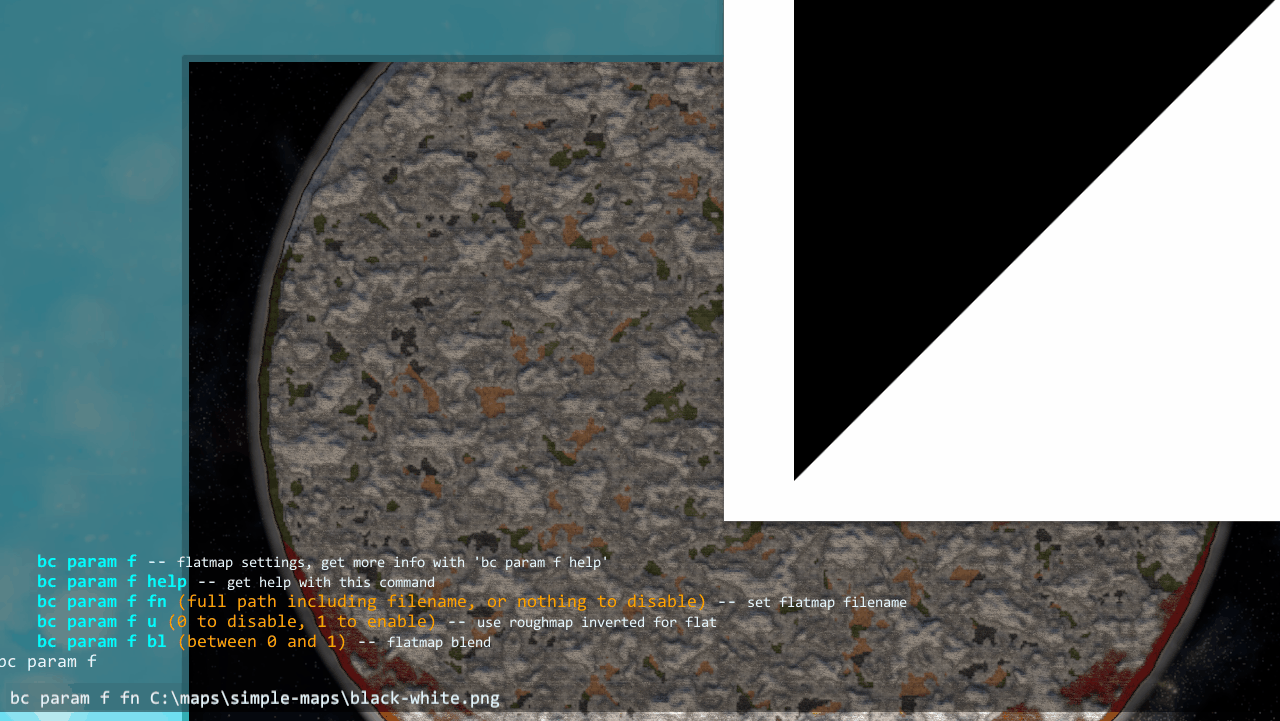 bc param f -- flatmap settings, get more info with 'bc param f help'
bc param f help -- get help with this command
bc param f fn (full path including filename, or nothing to disable) -- set flatmap filename
bc param f u (0 to disable, 1 to enable) -- use roughmap inverted for flat
bc param f bl (between 0 and 1) -- flatmap blend
bc param f
bc param f fn C:\maps\simple-maps\black-white.png